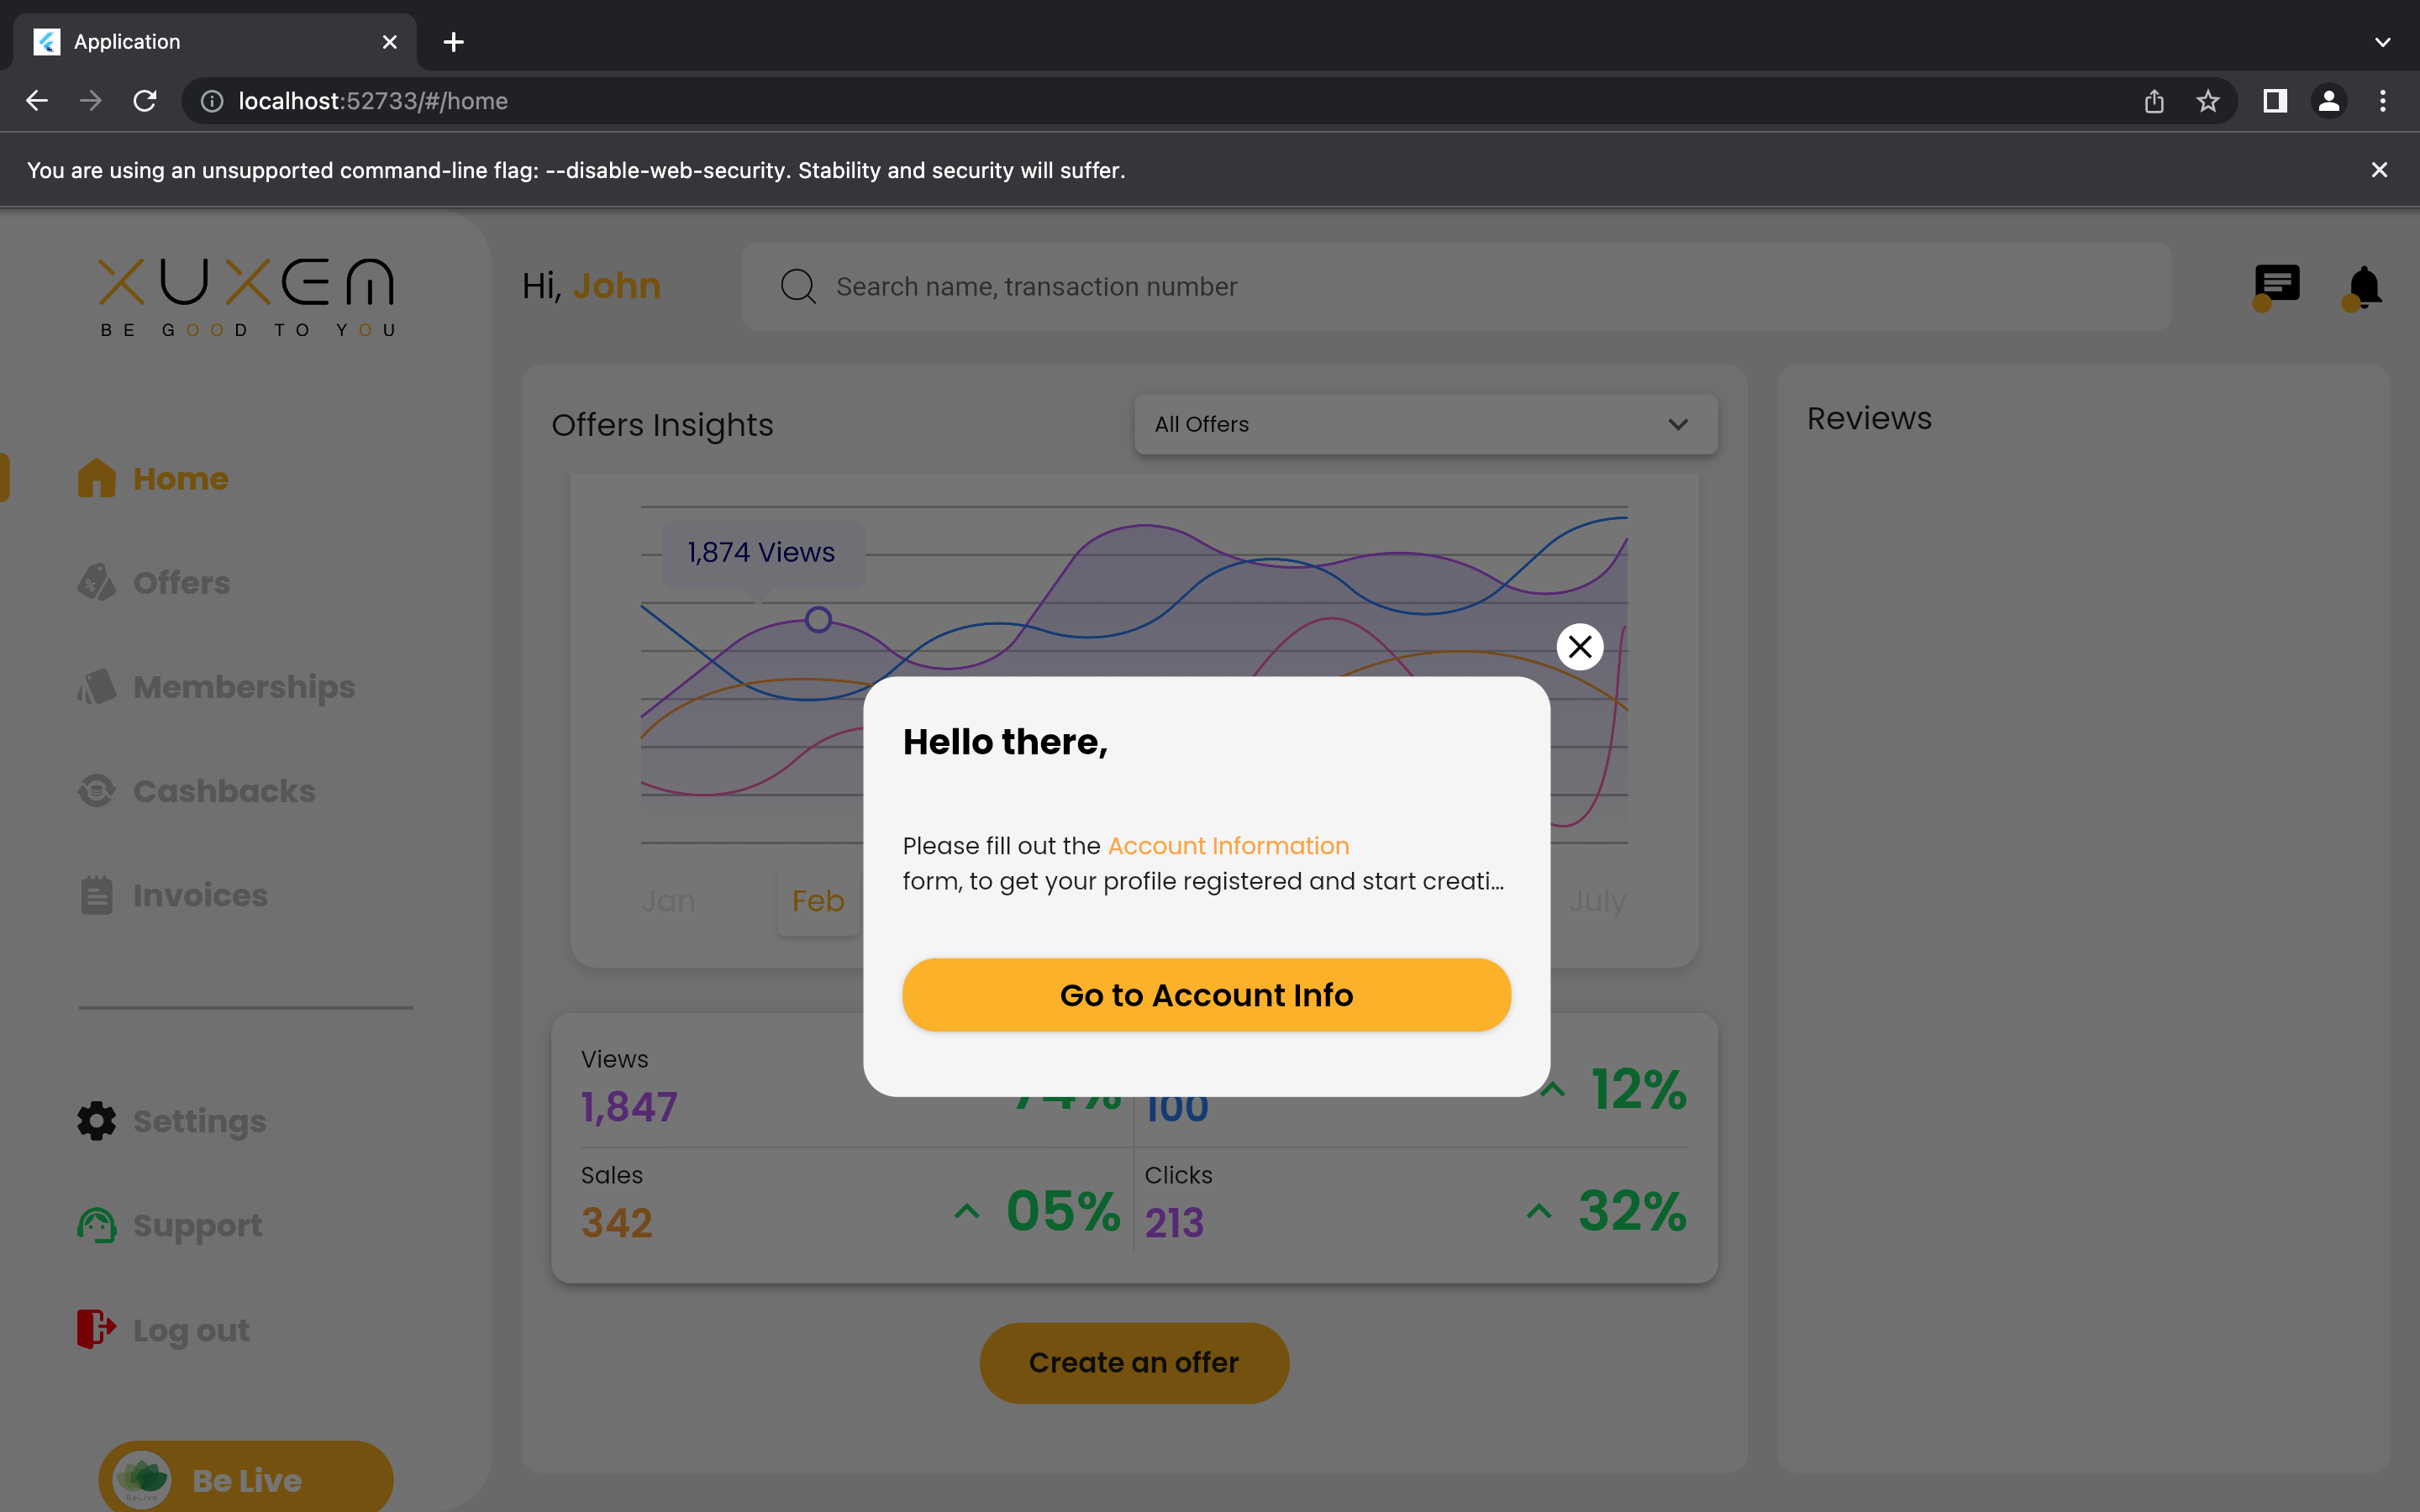 Application
localhost:52733/#/home
You are using an unsupported command-line flag: --disable-web-security. Stability and security will suffer.
XUXEN
BE GOOD TO YOU
Hi, John
Search name, transaction number
Home
Offers
Memberships
Cashbacks
Invoices
Settings
Support
Log out
BeLive
Be Live
Offers Insights
All Offers
1,874 Views
Jan
Feb
July
Hello there,
Please fill out the Account Information
form, to get your profile registered and start creati...
Go to Account Info
Views
1,847
74%
100
12%
Sales
342
05%
Clicks
213
32%
Create an offer
Reviews